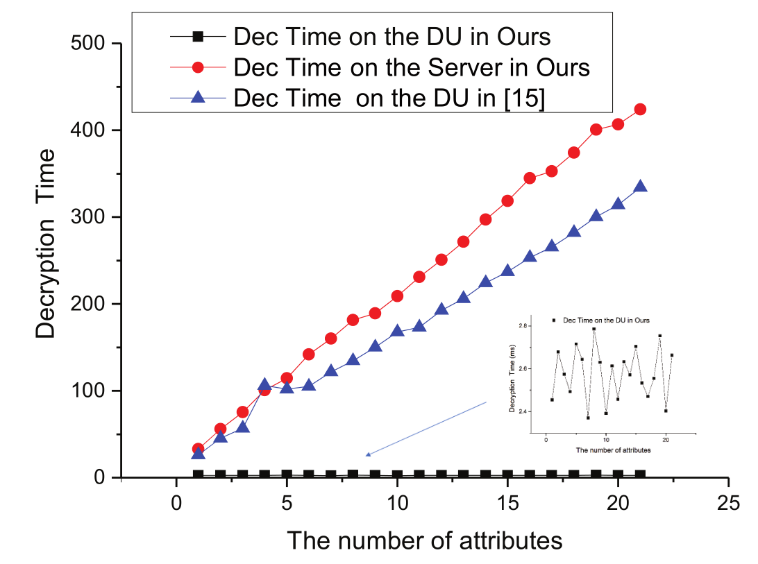 Dec Time on the DU in Ours
Dec Time on the Server in Ours
Dec Time on the DU in [15]
500
400
300
200
100
0
Decryption Time
0 5 10 15 20 25
The number of attributes
Dec Time on the DU in Ours
2.8
2.6
2.4
Decryption Time (ms)
0 5 10 15 20 25
The number of attributes